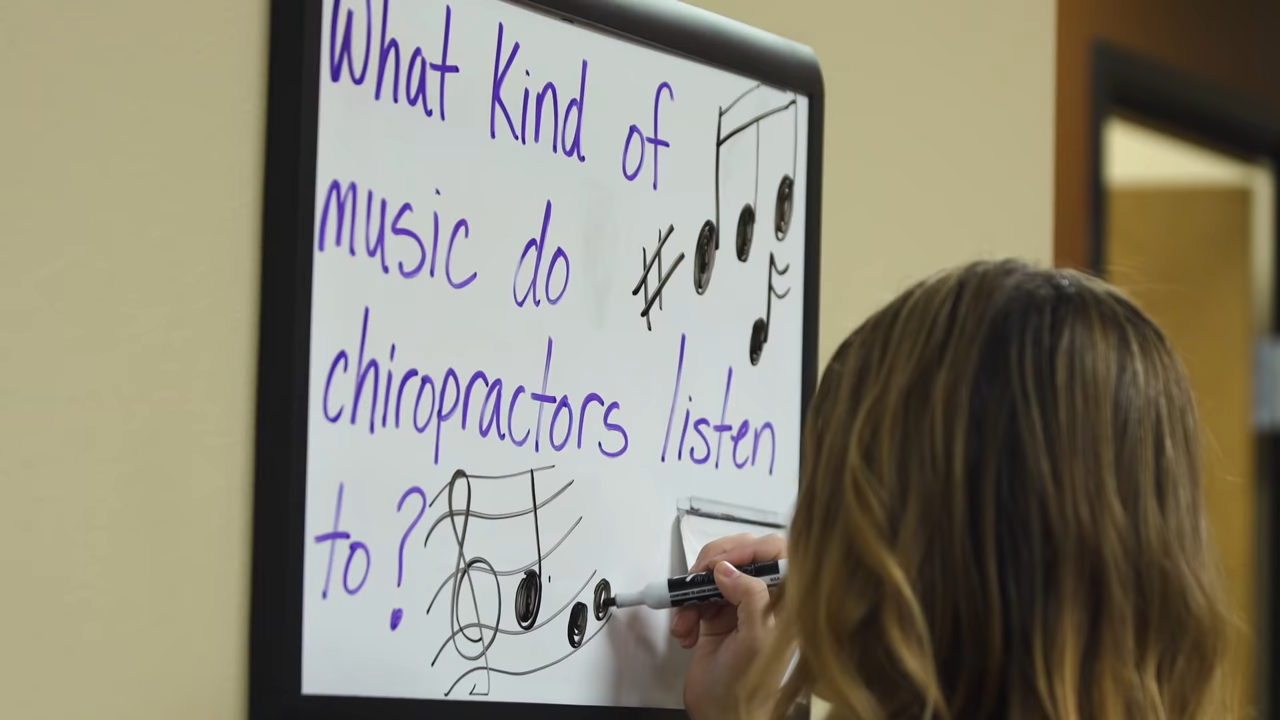 What Kind of
music do
chiropractors listen
to?